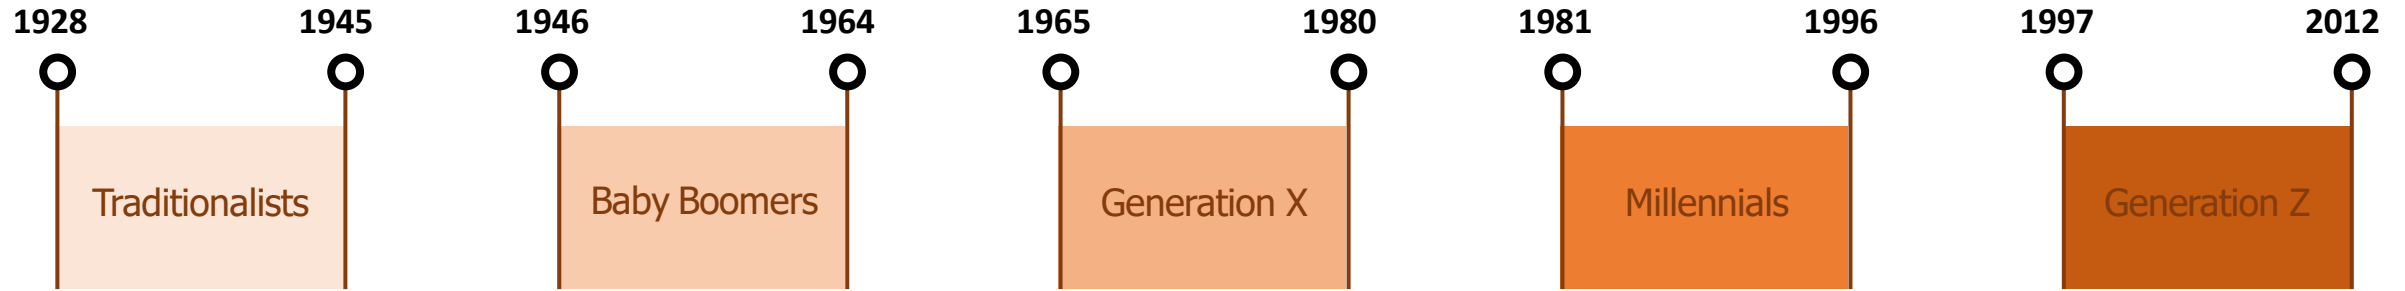 1928 1945 1946 1964 1965 1980 1981 1996 1997 2012
Traditionalists Baby Boomers Generation X Millennials Generation Z